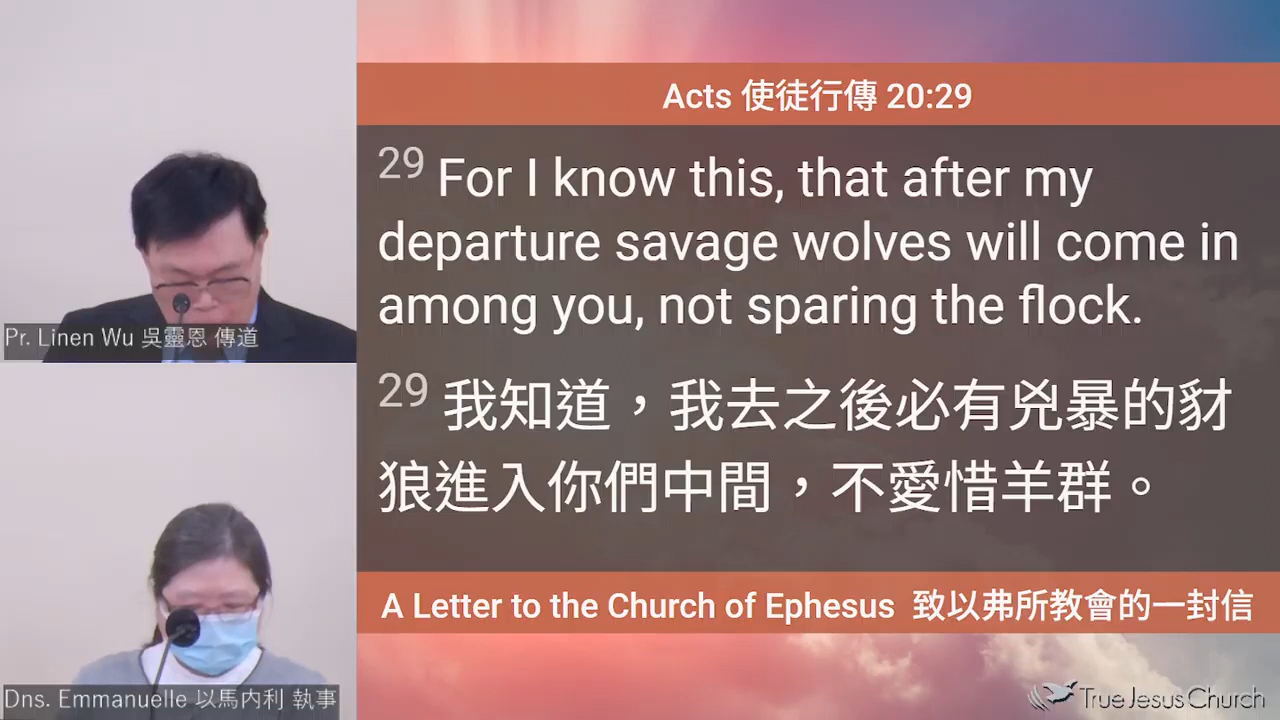 Pr. Linen Wu 吳靈恩 傳道
Dns. Emmanuelle 以馬內利 執事
Acts 使徒行傳 20:29
29 For I know this, that after my
departure savage wolves will come in
among you, not sparing the flock.
29 我知道，我去之後必有兇暴的豺
狼進入你們中間，不愛惜羊群。
A Letter to the Church of Ephesus 致以弗所教會的一封信
True Jesus Church